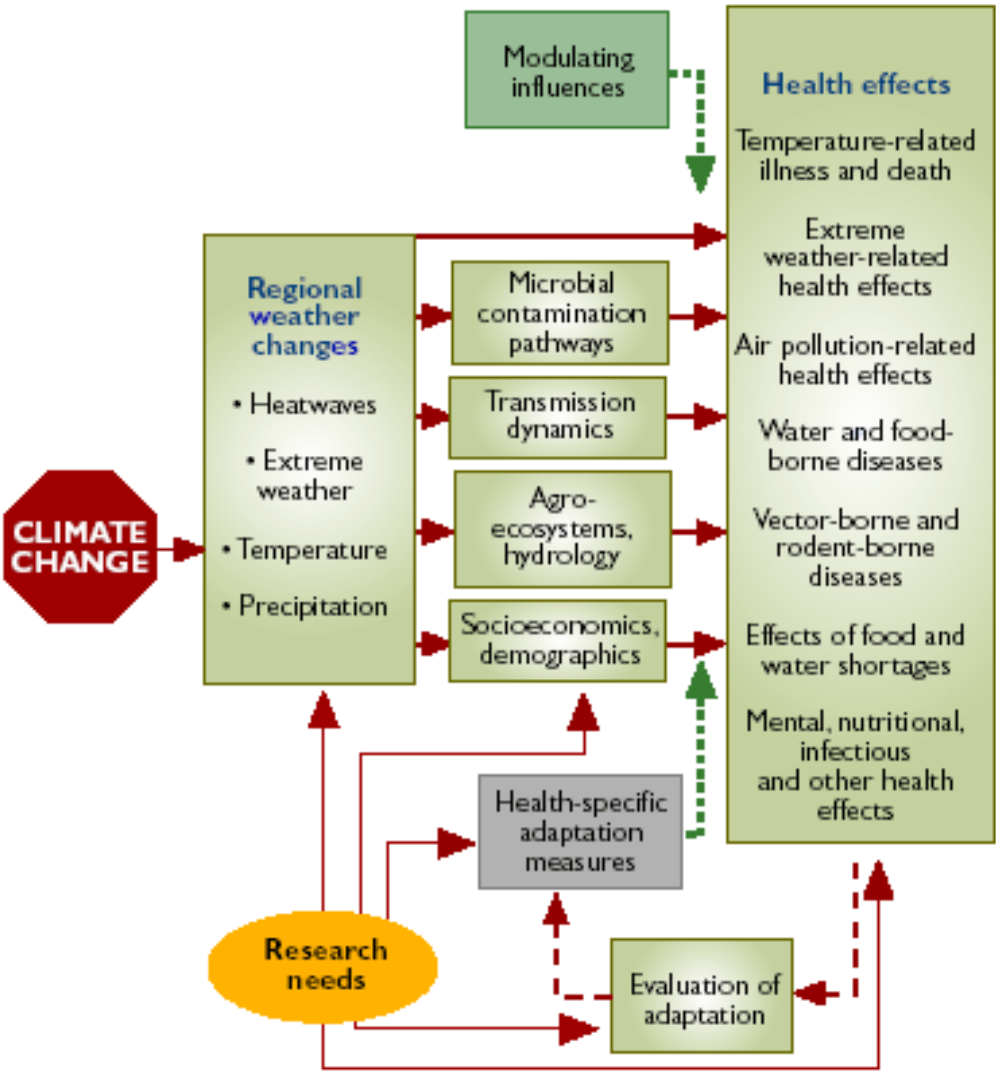 Modulating
influences
Health effects
Temperature-related
illness and death
Extreme
weather-related
health effects
Air pollution-related
health effects
Water and food-
borne diseases
Vector-borne and
rodent-borne
diseases
Effects of food and
water shortages
Mental, nutritional,
infectious
and other health
effects
Regional
weather
changes
• Heatwaves
• Extreme
weather
• Temperature
• Precipitation
Microbial
contamination
pathways
Transmission
dynamics
Agro-
ecosystems,
hydrology
Socioeconomics,
demographics
CLIMATE
CHANGE
Health-specific
adaptation
measures
Research
needs
Evaluation of
adaptation